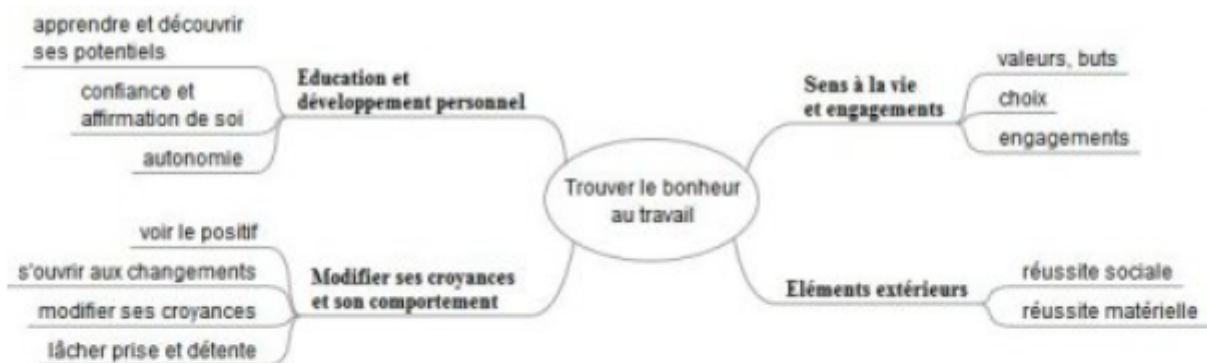 apprendre et découvrir
ses potentiels
confiance et
affirmation de soi
autonomie
Education et
développement personnel
voir le positif
s'ouvrir aux changements
modifier ses croyances
lâcher prise et détente
Modifier ses croyances
et son comportement
Trouver le bonheur
au travail
Sens à la vie
et engagements
valeurs, buts
choix
engagements
Eléments extérieurs
réussite sociale
réussite matérielle